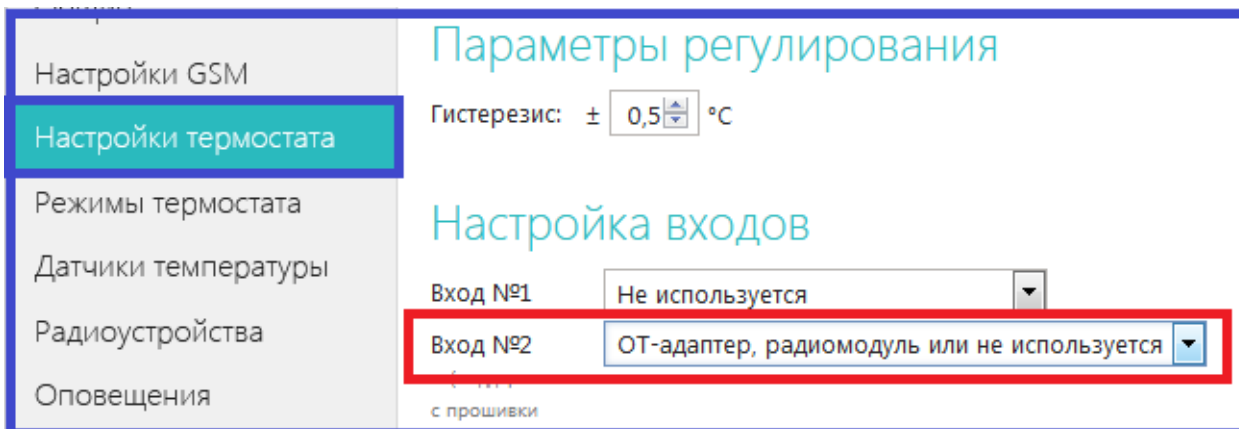 Настройки GSM
Настройки термостата
Режимы термостата
Датчики температуры
Радиоустройства
Оповещения
Параметры регулирования
Гистерезис: ± 0,5 °C
Настройка входов
Вход №1 Не используется
Вход №2 ОТ-адаптер, радиомодуль или не используется
с прошивки